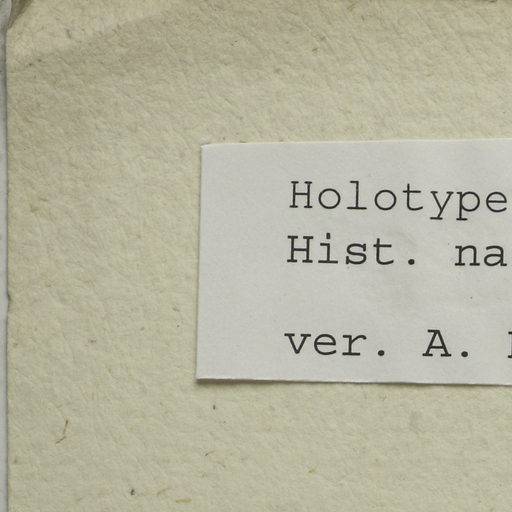 Holotype
Hist. na
ver. A.